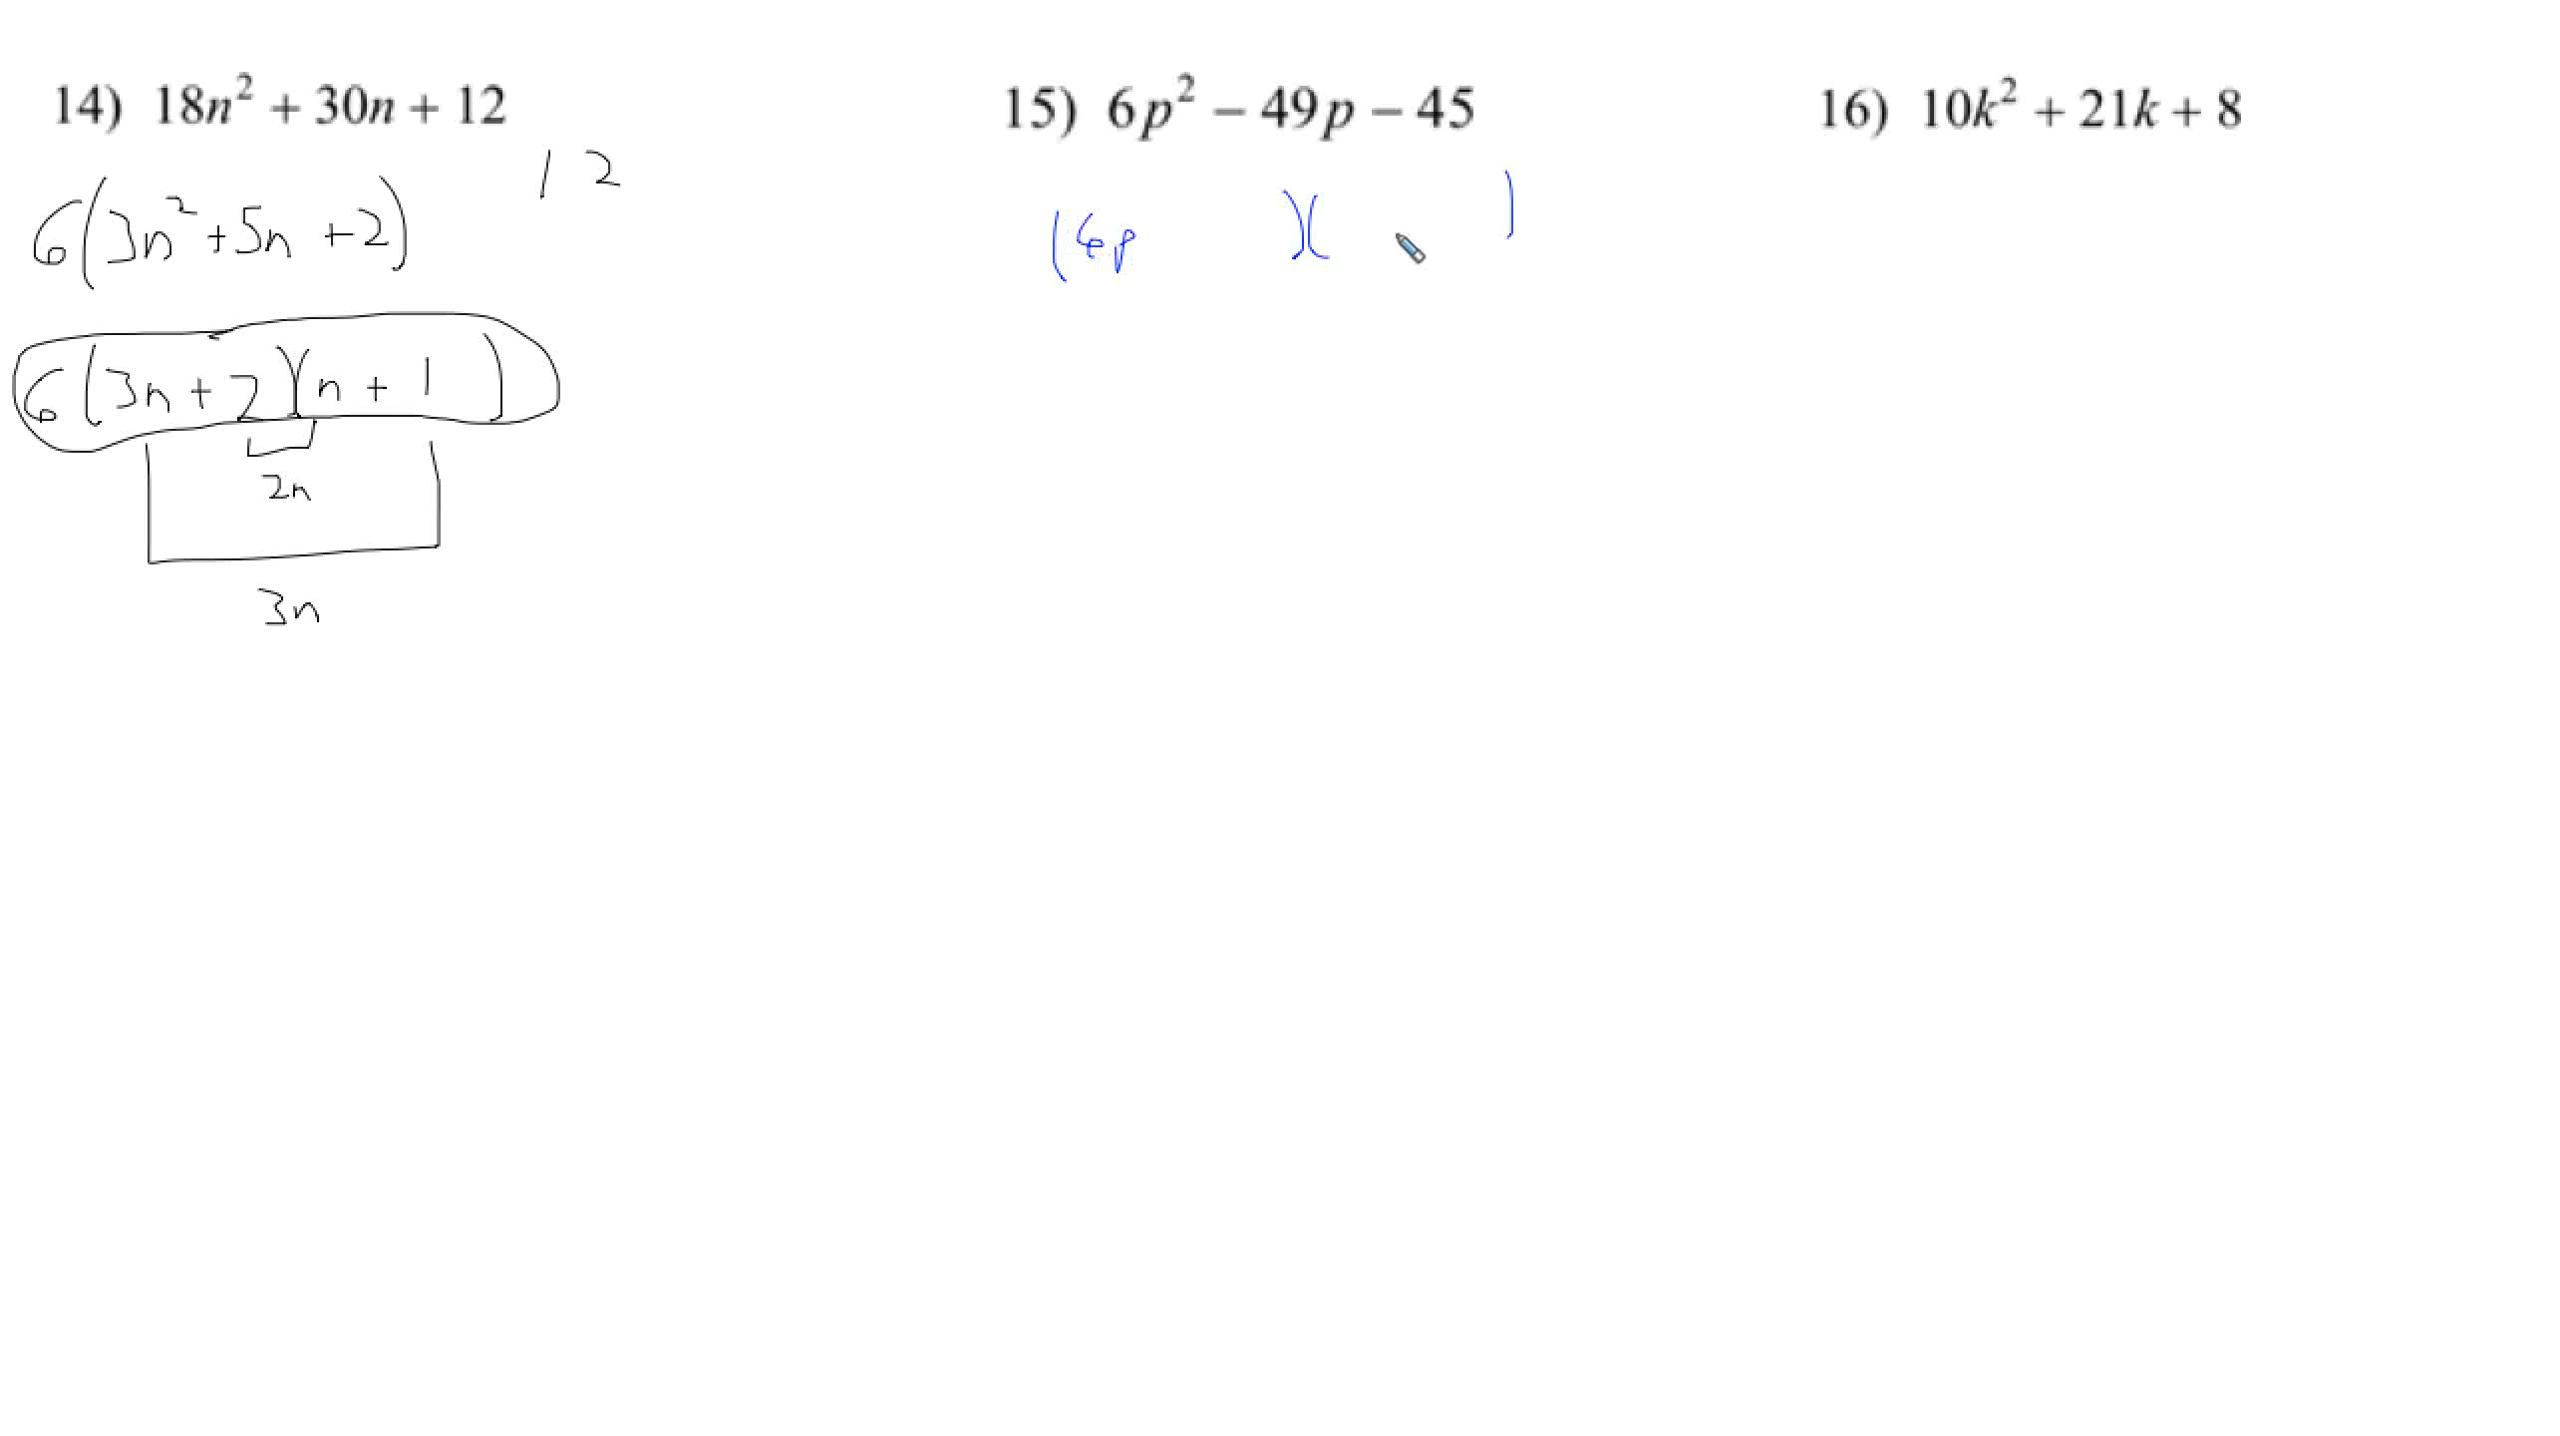 14) 18n² + 30n + 12
1 2
6(3n² + 5n + 2)
6(3n + 2)(n + 1)
2n
3n
15) 6p² − 49p − 45
(6p )( )
16) 10k² + 21k + 8